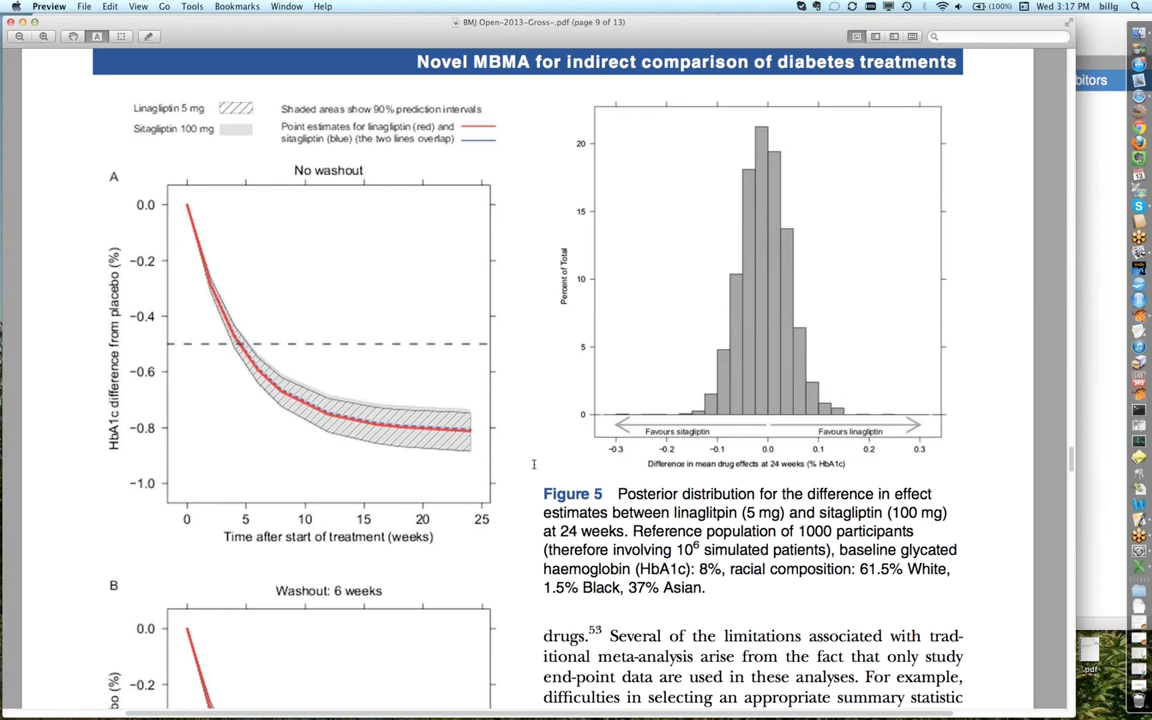 Preview File Edit View Go Tools Bookmarks Window Help
(100%) Wed 3:17 PM billg
BMJ Open-2013-Gross-.pdf (page 9 of 13)
Novel MBMA for indirect comparison of diabetes treatments
Linagliptin 5 mg
Sitagliptin 100 mg
Shaded areas show 90% prediction intervals
Point estimates for linagliptin (red) and
sitagliptin (blue) (the two lines overlap)
A
No washout
HbA1c difference from placebo (%)
0.0
−0.2
−0.4
−0.6
−0.8
−1.0
0 5 10 15 20 25
Time after start of treatment (weeks)
B
Washout: 6 weeks
0.0
−0.2
bo (%)
Percent of Total
20
15
10
5
0
Favours sitagliptin
Favours linagliptin
-0.3 -0.2 -0.1 0.0 0.1 0.2 0.3
Difference in mean drug effects at 24 weeks (% HbA1c)
Figure 5 Posterior distribution for the difference in effect
estimates between linaglitpin (5 mg) and sitagliptin (100 mg)
at 24 weeks. Reference population of 1000 participants
(therefore involving 10⁶ simulated patients), baseline glycated
haemoglobin (HbA1c): 8%, racial composition: 61.5% White,
1.5% Black, 37% Asian.
drugs.⁵³ Several of the limitations associated with trad-
itional meta-analysis arise from the fact that only study
end-point data are used in these analyses. For example,
difficulties in selecting an appropriate summary statistic
bitors
.pdf